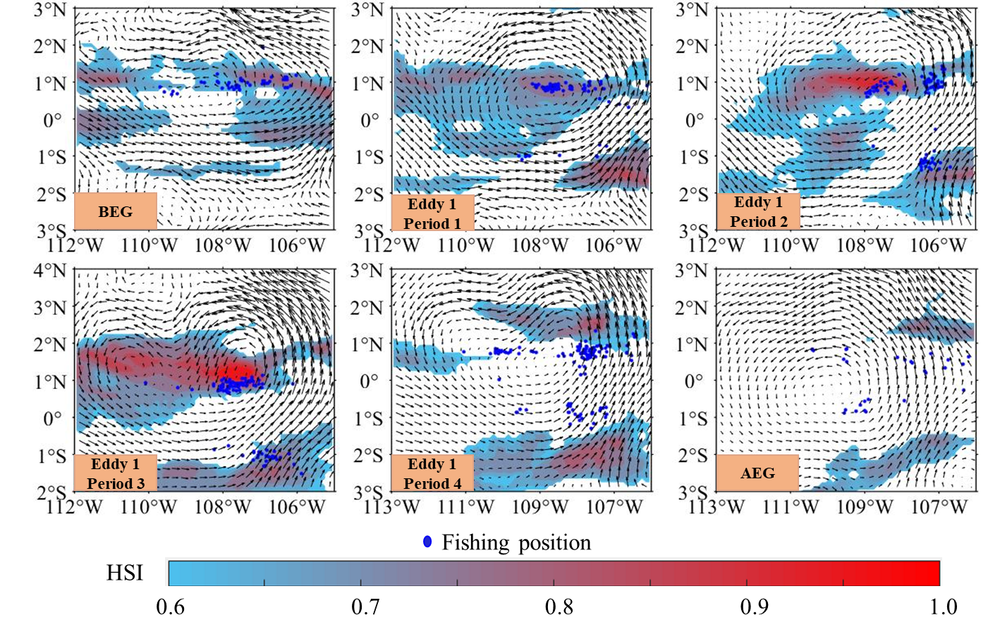 3°N 3°N 3°N
2°N 2°N 2°N
1°N 1°N 1°N
0° 0° 0°
1°S 1°S 1°S
2°S 2°S 2°S
BEG
Eddy 1
Period 1
Eddy 1
Period 2
3°S 3°S 3°S
112°W 110°W 108°W 106°W 112°W 110°W 108°W 106°W 112°W 110°W 108°W 106°W
4°N 3°N 3°N
3°N 2°N 2°N
2°N 1°N 1°N
1°N 0° 0°
0° 1°S 1°S
1°S 2°S 2°S
Eddy 1
Period 3
Eddy 1
Period 4
AEG
2°S 3°S 3°S
112°W 110°W 108°W 106°W 113°W 111°W 109°W 107°W 113°W 111°W 109°W 107°W
Fishing position
HSI
0.6 0.7 0.8 0.9 1.0